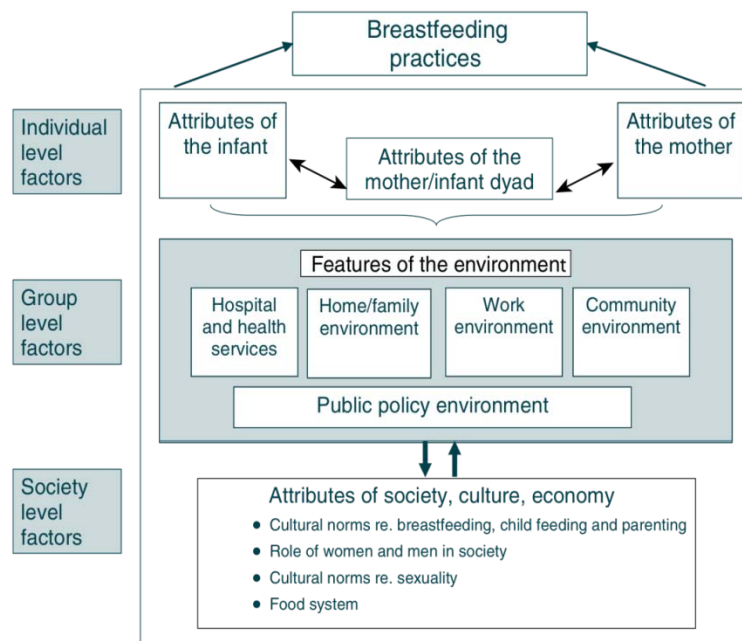 Breastfeeding
practices
Individual
level
factors
Attributes of
the infant
Attributes of the
mother/infant dyad
Attributes of
the mother
Group
level
factors
Features of the environment
Hospital
and health
services
Home/family
environment
Work
environment
Community
environment
Public policy environment
Society
level
factors
Attributes of society, culture, economy
● Cultural norms re. breastfeeding, child feeding and parenting
● Role of women and men in society
● Cultural norms re. sexuality
● Food system